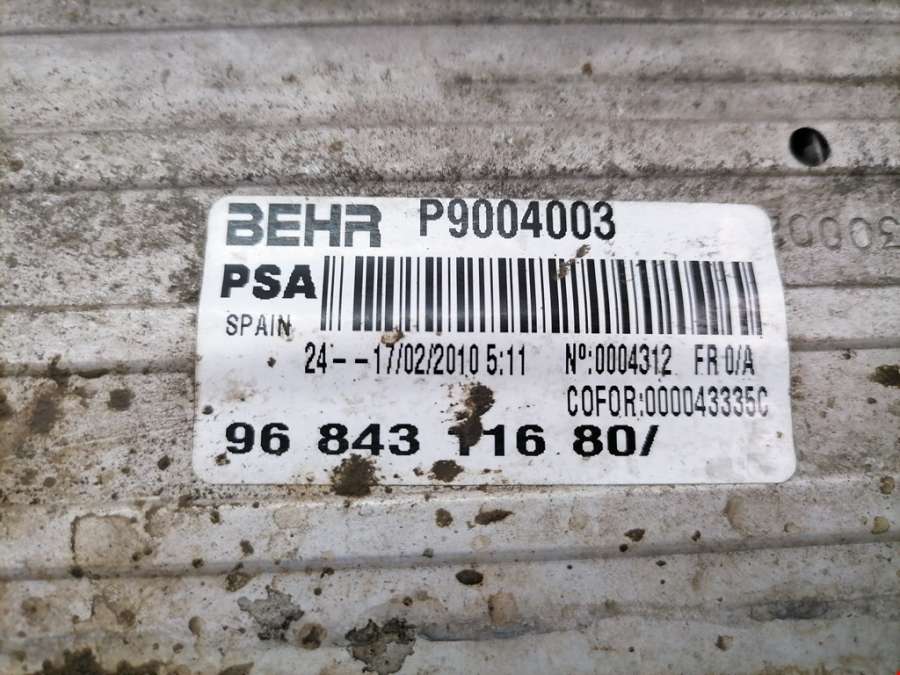 BEHR P9004003
PSA
SPAIN
24--17/02/2010 5:11 Nº:0004312 FR 0/A
COFOR:000043335C
96 843 116 80/